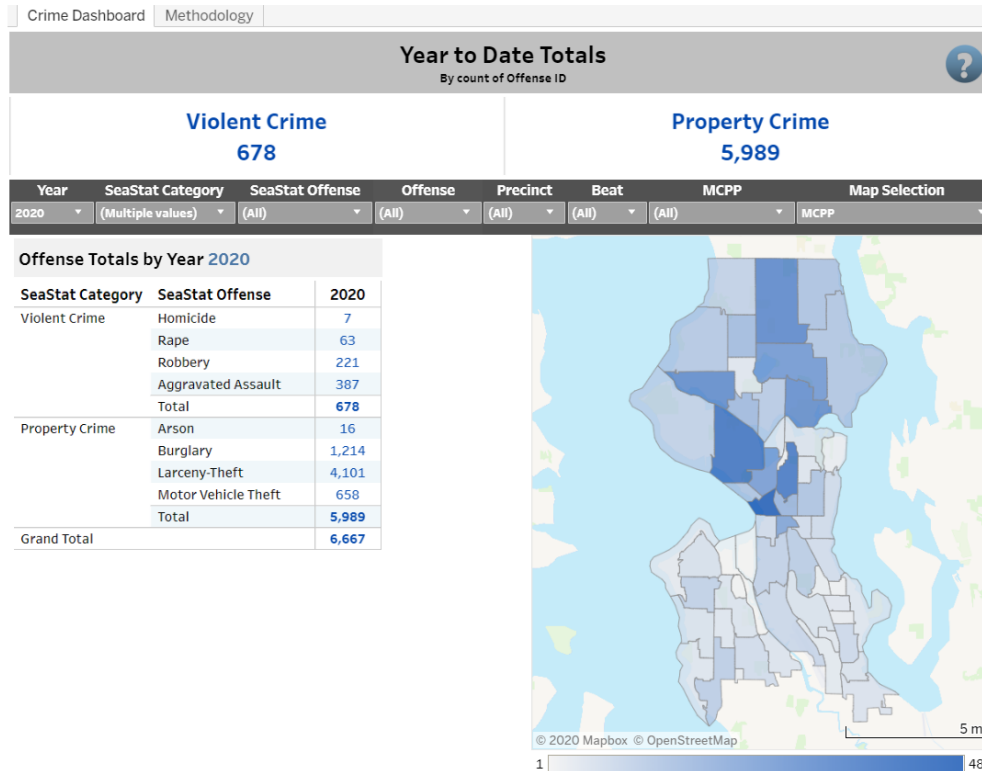 Crime Dashboard Methodology
Year to Date Totals
By count of Offense ID
?
Violent Crime
678
Property Crime
5,989
Year SeaStat Category SeaStat Offense Offense Precinct Beat MCPP Map Selection
2020 (Multiple values) (All) (All) (All) (All) (All) MCPP
Offense Totals by Year 2020
SeaStat Category SeaStat Offense 2020
Violent Crime Homicide 7
Rape 63
Robbery 221
Aggravated Assault 387
Total 678
Property Crime Arson 16
Burglary 1,214
Larceny-Theft 4,101
Motor Vehicle Theft 658
Total 5,989
Grand Total 6,667
5 m
© 2020 Mapbox © OpenStreetMap
1 48